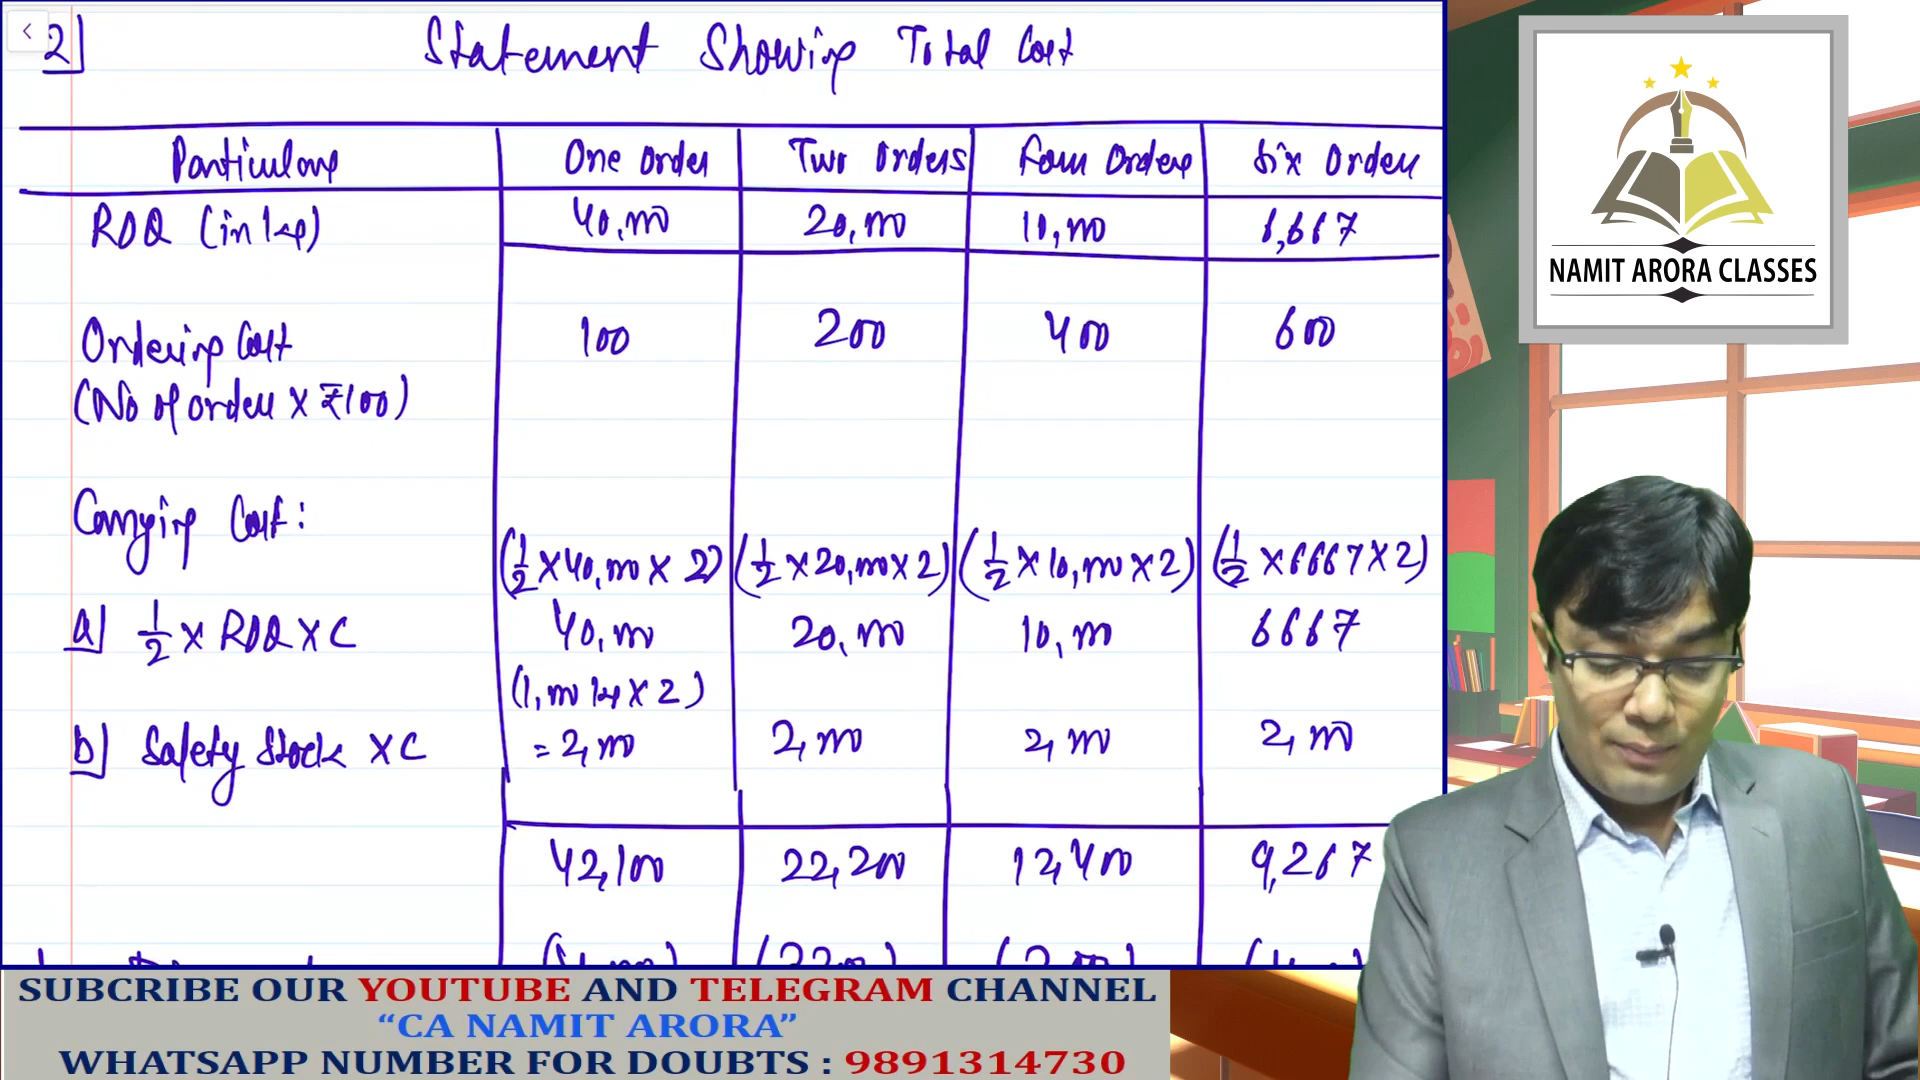 2]
Statement Showing Total Cost
Particulars One order Two Orders Four Orders Six Orders
ROQ (in kg) 40,000 20,000 10,000 6,667
Ordering Cost 100 200 400 600
(No of orders X ₹100)
Carrying Cost:
(1/2 X 40,000 X 2) (1/2 X 20,000 X 2) (1/2 X 10,000 X 2) (1/2 X 6667 X 2)
a] 1/2 X ROQ X C 40,000 20,000 10,000 6667
(1,000 kg X 2)
b] Safety Stock X C = 2,000 2,000 2,000 2,000
42,100 22,200 12,400 9,267
NAMIT ARORA CLASSES
SUBCRIBE OUR YOUTUBE AND TELEGRAM CHANNEL
“CA NAMIT ARORA”
WHATSAPP NUMBER FOR DOUBTS : 9891314730